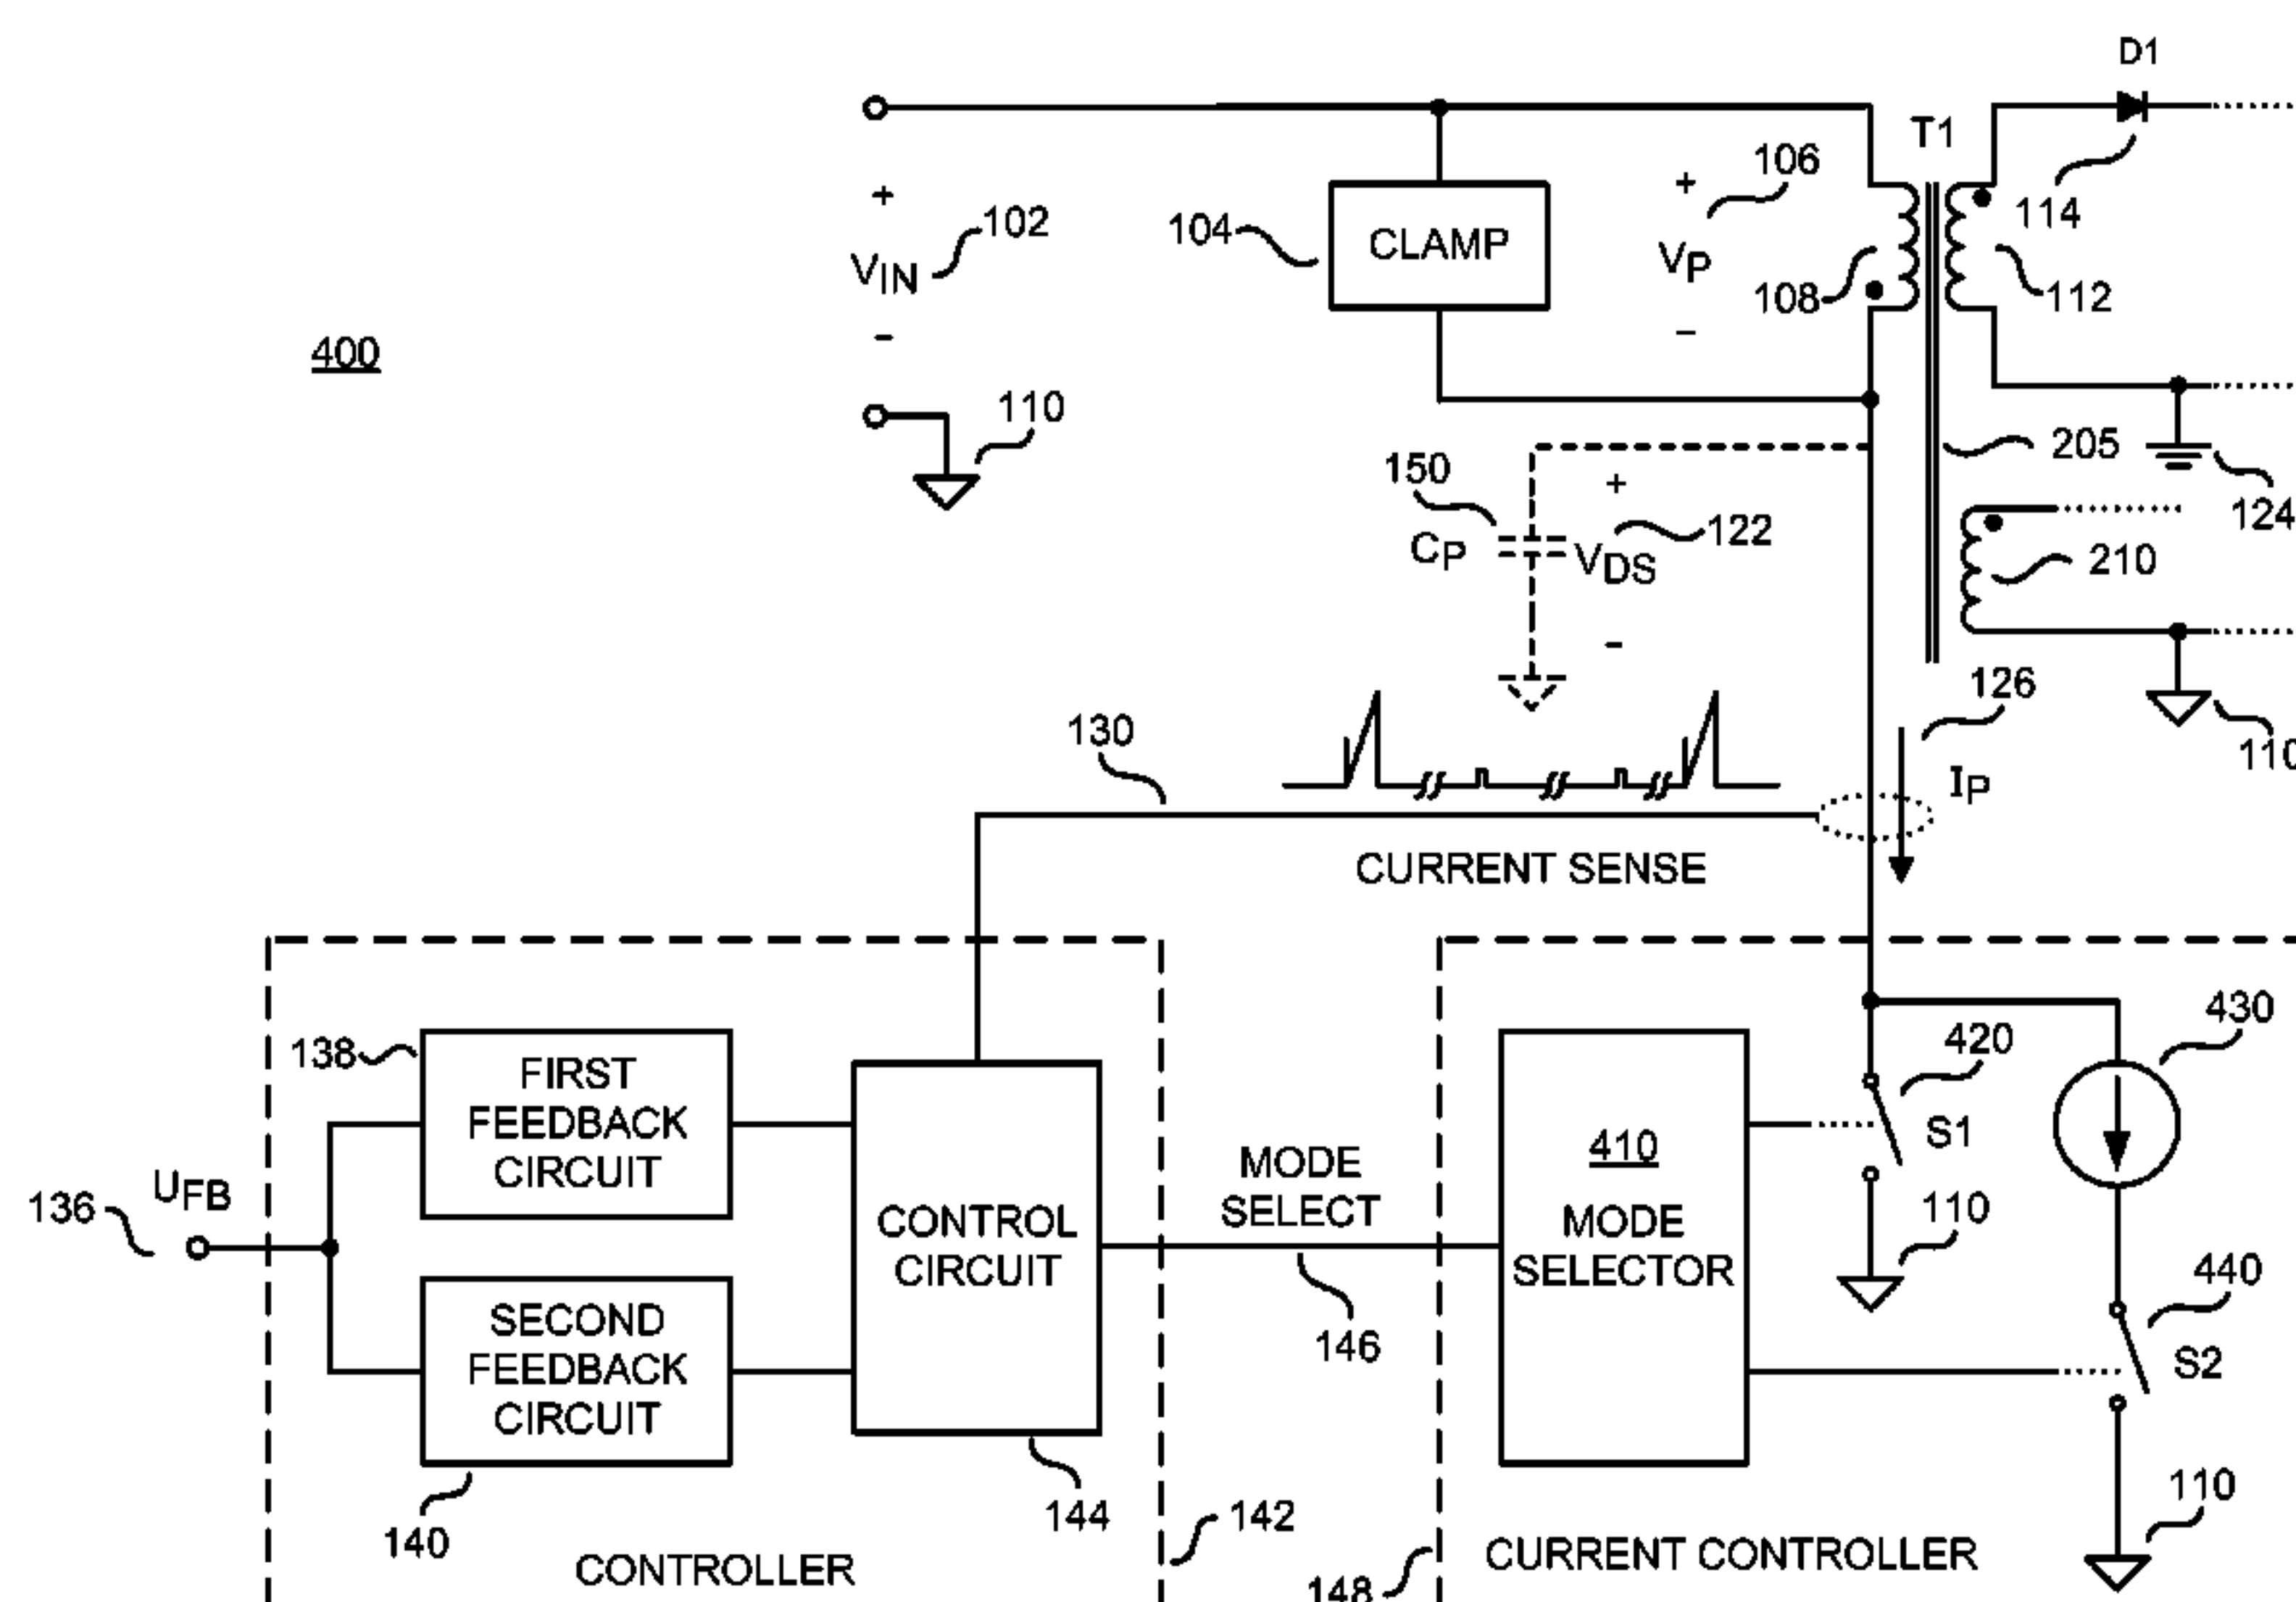 D1
T1
+
106
+
102
104
CLAMP
114
VIN
VP
108
112
-
-
400
110
150
+
205
124
CP
VDS
122
210
-
126
130
110
IP
CURRENT SENSE
430
420
138
FIRST
FEEDBACK
CIRCUIT
S1
410
MODE
SELECT
UFB
136
110
CONTROL
CIRCUIT
MODE
SELECTOR
440
SECOND
FEEDBACK
CIRCUIT
146
S2
144
142
110
140
CURRENT CONTROLLER
CONTROLLER
148